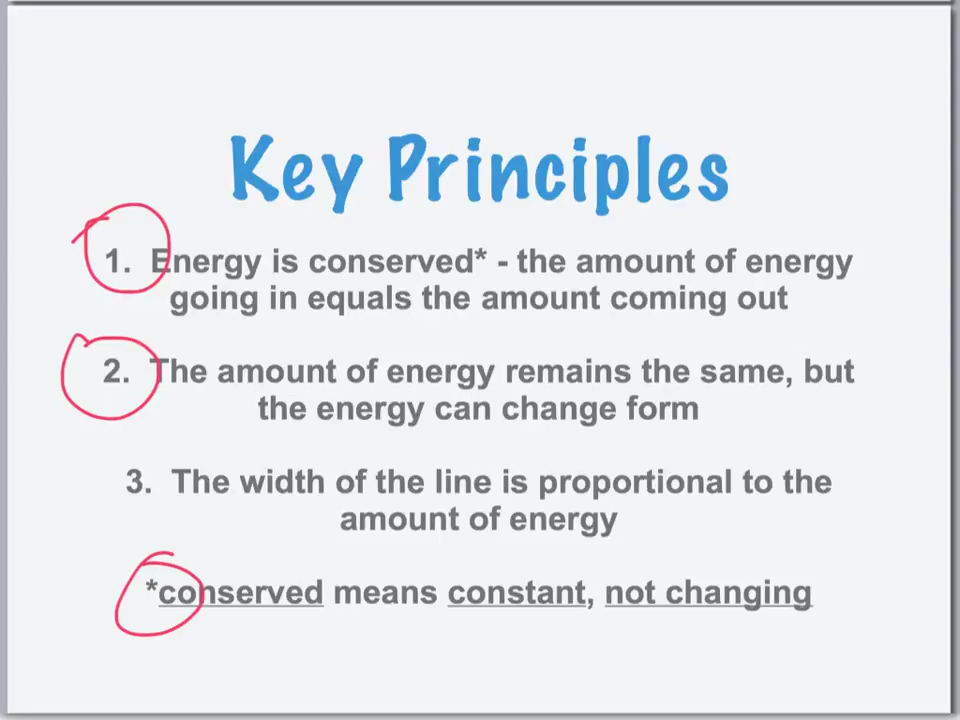 Key Principles
1. Energy is conserved* - the amount of energy
going in equals the amount coming out
2. The amount of energy remains the same, but
the energy can change form
3. The width of the line is proportional to the
amount of energy
*conserved means constant, not changing